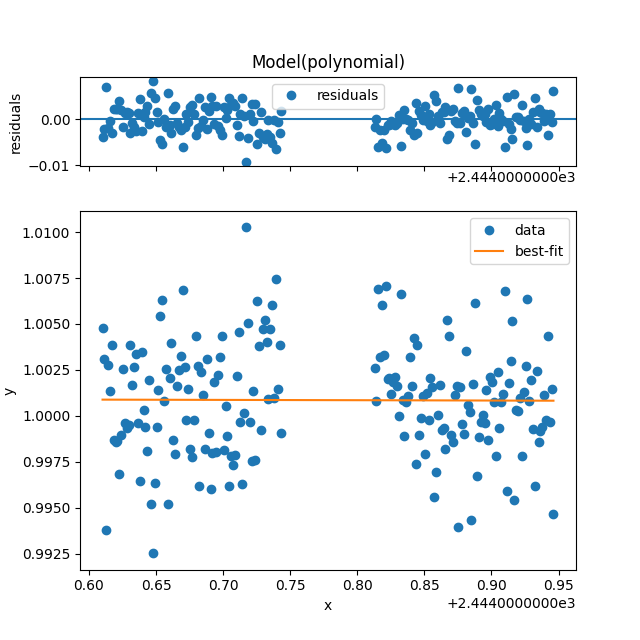 Model(polynomial)
residuals
0.00
−0.01
residuals
+2.4440000000e3
1.0100
1.0075
1.0050
1.0025
1.0000
0.9975
0.9950
0.9925
y
data
best-fit
0.60 0.65 0.70 0.75 0.80 0.85 0.90 0.95
x
+2.4440000000e3